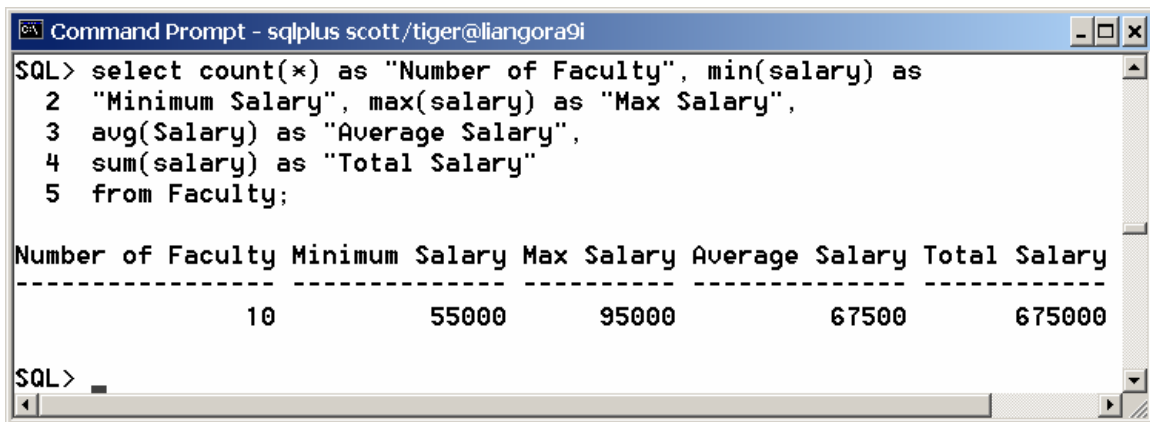 Command Prompt - sqlplus scott/tiger@liangora9i
SQL> select count(*) as "Number of Faculty", min(salary) as
  2  "Minimum Salary", max(salary) as "Max Salary",
  3  avg(Salary) as "Average Salary",
  4  sum(salary) as "Total Salary"
  5  from Faculty;
Number of Faculty Minimum Salary Max Salary Average Salary Total Salary
----------------- -------------- ---------- -------------- ------------
               10          55000      95000          67500       675000
SQL> _